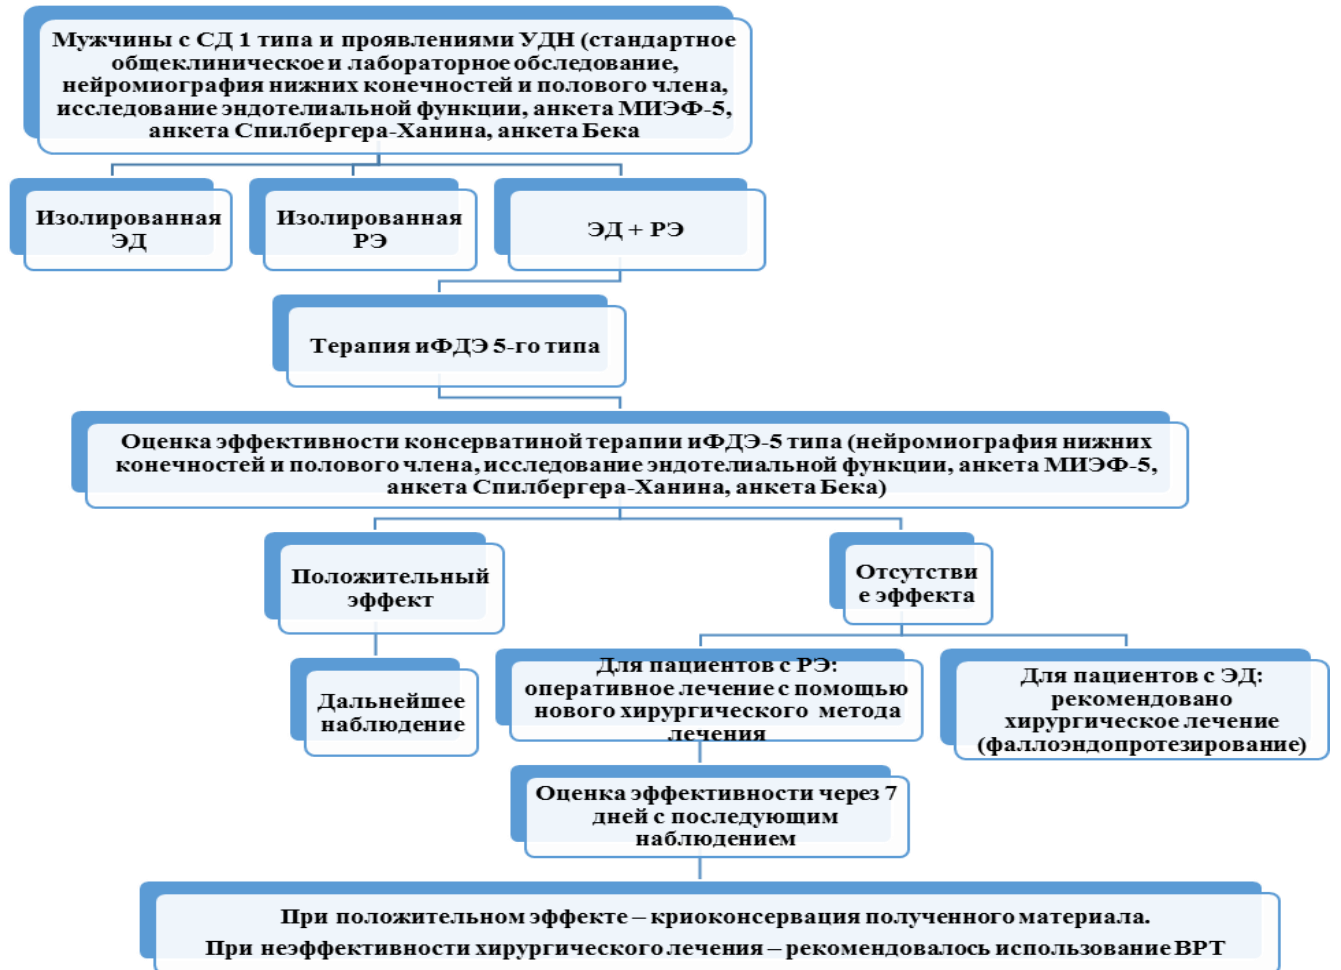 Мужчины с СД 1 типа и проявлениями УДН (стандартное
общеклиническое и лабораторное обследование,
нейромиография нижних конечностей и полового члена,
исследование эндотелиальной функции, анкета МИЭФ-5,
анкета Спилбергера-Ханина, анкета Бека
Изолированная
ЭД
Изолированная
РЭ
ЭД + РЭ
Терапия иФДЭ 5-го типа
Оценка эффективности консерватиной терапии иФДЭ-5 типа (нейромиография нижних
конечностей и полового члена, исследование эндотелиальной функции, анкета МИЭФ-5,
анкета Спилбергера-Ханина, анкета Бека)
Положительный
эффект
Отсутстви
е эффекта
Дальнейшее
наблюдение
Для пациентов с РЭ:
оперативное лечение с помощью
нового хирургического метода
лечения
Для пациентов с ЭД:
рекомендовано
хирургическое лечение
(фаллоэндопротезирование)
Оценка эффективности через 7
дней с последующим
наблюдением
При положительном эффекте – криоконсервация полученного материала.
При неэффективности хирургического лечения – рекомендовалось использование ВРТ